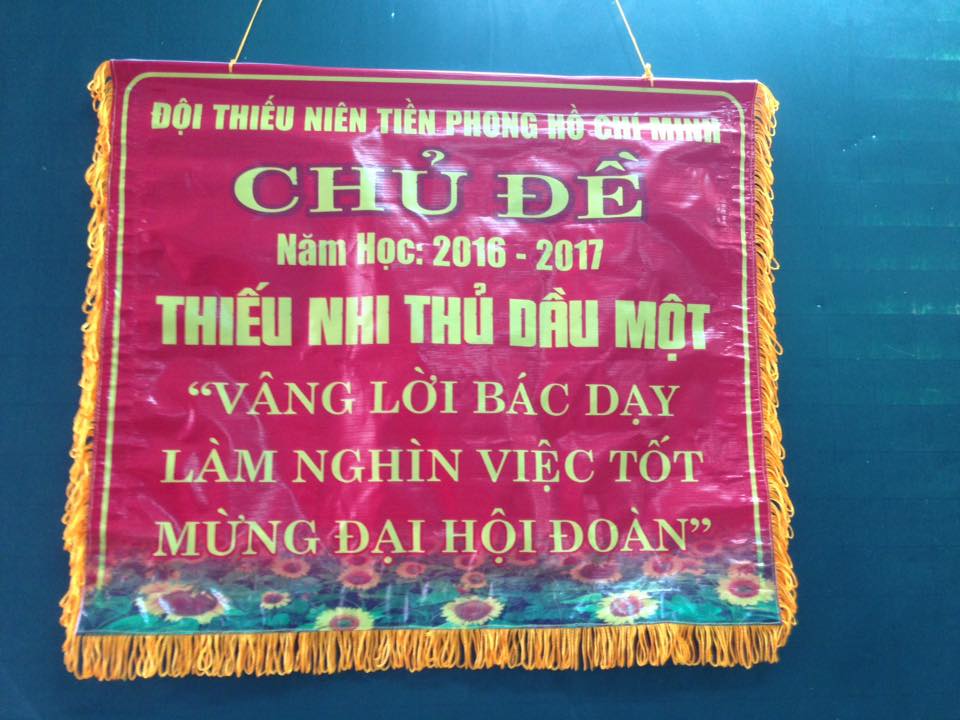 ĐỘI THIẾU NIÊN TIỀN PHONG HỒ CHÍ MINH
CHỦ ĐỀ
Năm Học: 2016 - 2017
THIẾU NHI THỦ DẦU MỘT
“VÂNG LỜI BÁC DẠY
LÀM NGHÌN VIỆC TỐT
MỪNG ĐẠI HỘI ĐOÀN”